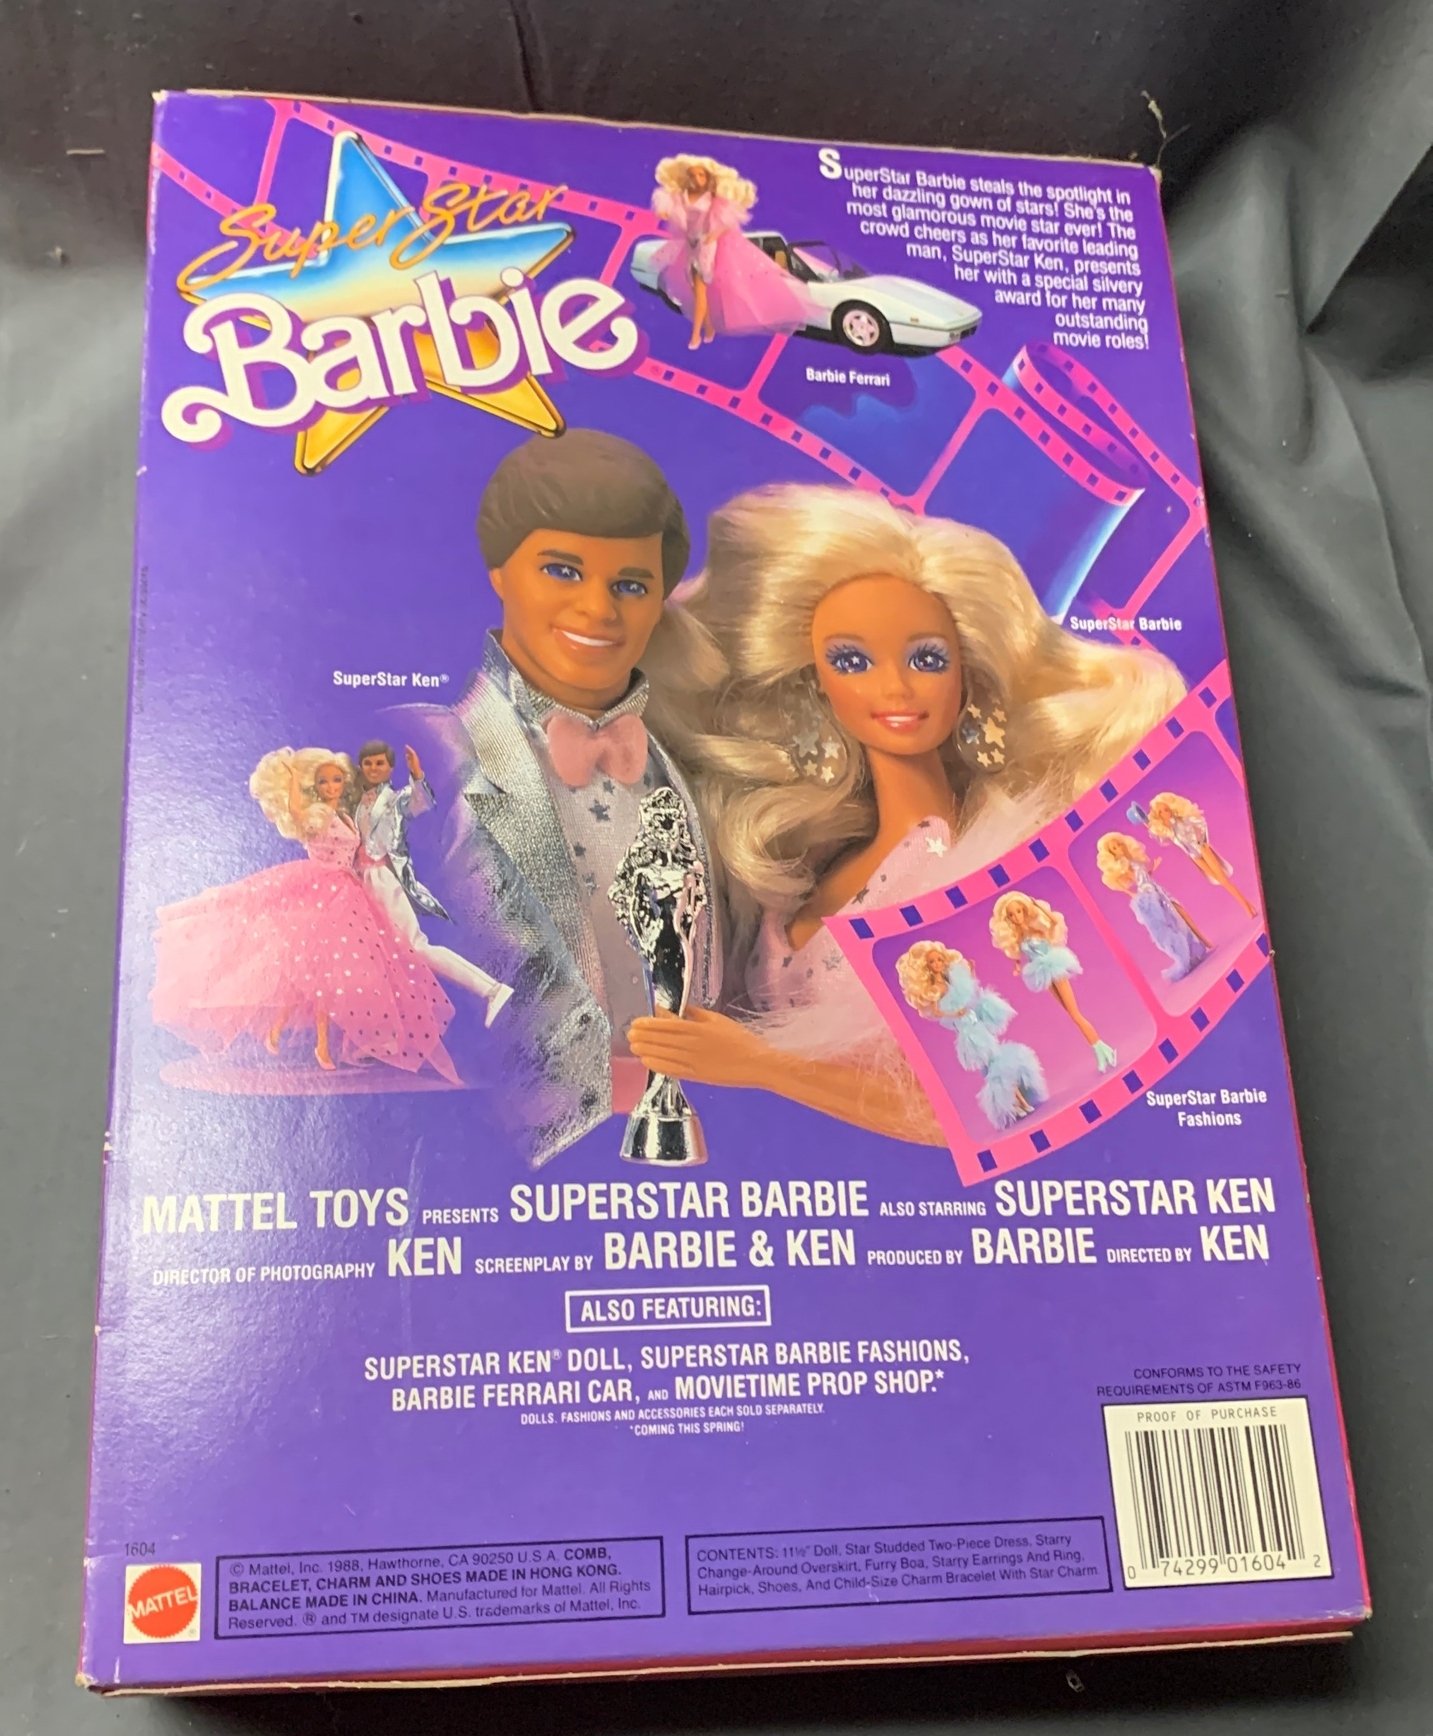 SuperStar
Barbie
SuperStar Barbie steals the spotlight in
her dazzling gown of stars! She's the
most glamorous movie star ever! The
crowd cheers as her favorite leading
man, SuperStar Ken, presents
her with a special silvery
award for her many
outstanding
movie roles!
Barbie Ferrari
SuperStar Barbie
SuperStar Ken®
SuperStar Barbie
Fashions
MATTEL TOYS PRESENTS SUPERSTAR BARBIE ALSO STARRING SUPERSTAR KEN
DIRECTOR OF PHOTOGRAPHY KEN SCREENPLAY BY BARBIE & KEN PRODUCED BY BARBIE DIRECTED BY KEN
ALSO FEATURING:
SUPERSTAR KEN® DOLL, SUPERSTAR BARBIE FASHIONS,
BARBIE FERRARI CAR, AND MOVIETIME PROP SHOP.*
DOLLS, FASHIONS AND ACCESSORIES EACH SOLD SEPARATELY.
*COMING THIS SPRING!
CONFORMS TO THE SAFETY
REQUIREMENTS OF ASTM F963-86
PROOF OF PURCHASE
0 74299 01604 2
1604
MATTEL®
© Mattel, Inc. 1988, Hawthorne, CA 90250 U.S.A. COMB,
BRACELET, CHARM AND SHOES MADE IN HONG KONG.
BALANCE MADE IN CHINA. Manufactured for Mattel. All Rights
Reserved. ® and TM designate U.S. trademarks of Mattel, Inc.
CONTENTS: 11½" Doll, Star Studded Two-Piece Dress, Starry
Change-Around Overskirt, Furry Boa, Starry Earrings And Ring,
Hairpick, Shoes, And Child-Size Charm Bracelet With Star Charm.